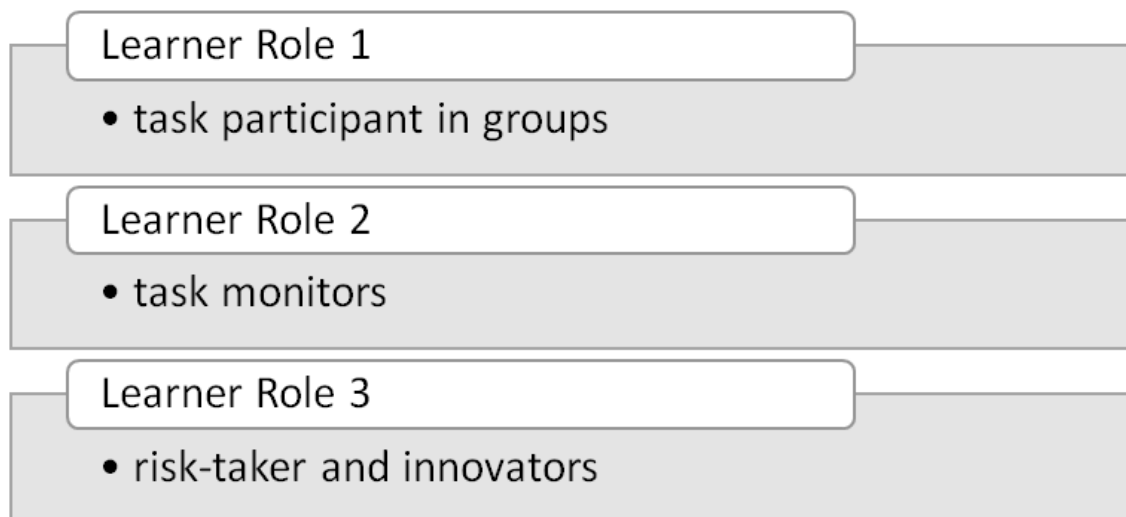 Learner Role 1
• task participant in groups
Learner Role 2
• task monitors
Learner Role 3
• risk-taker and innovators